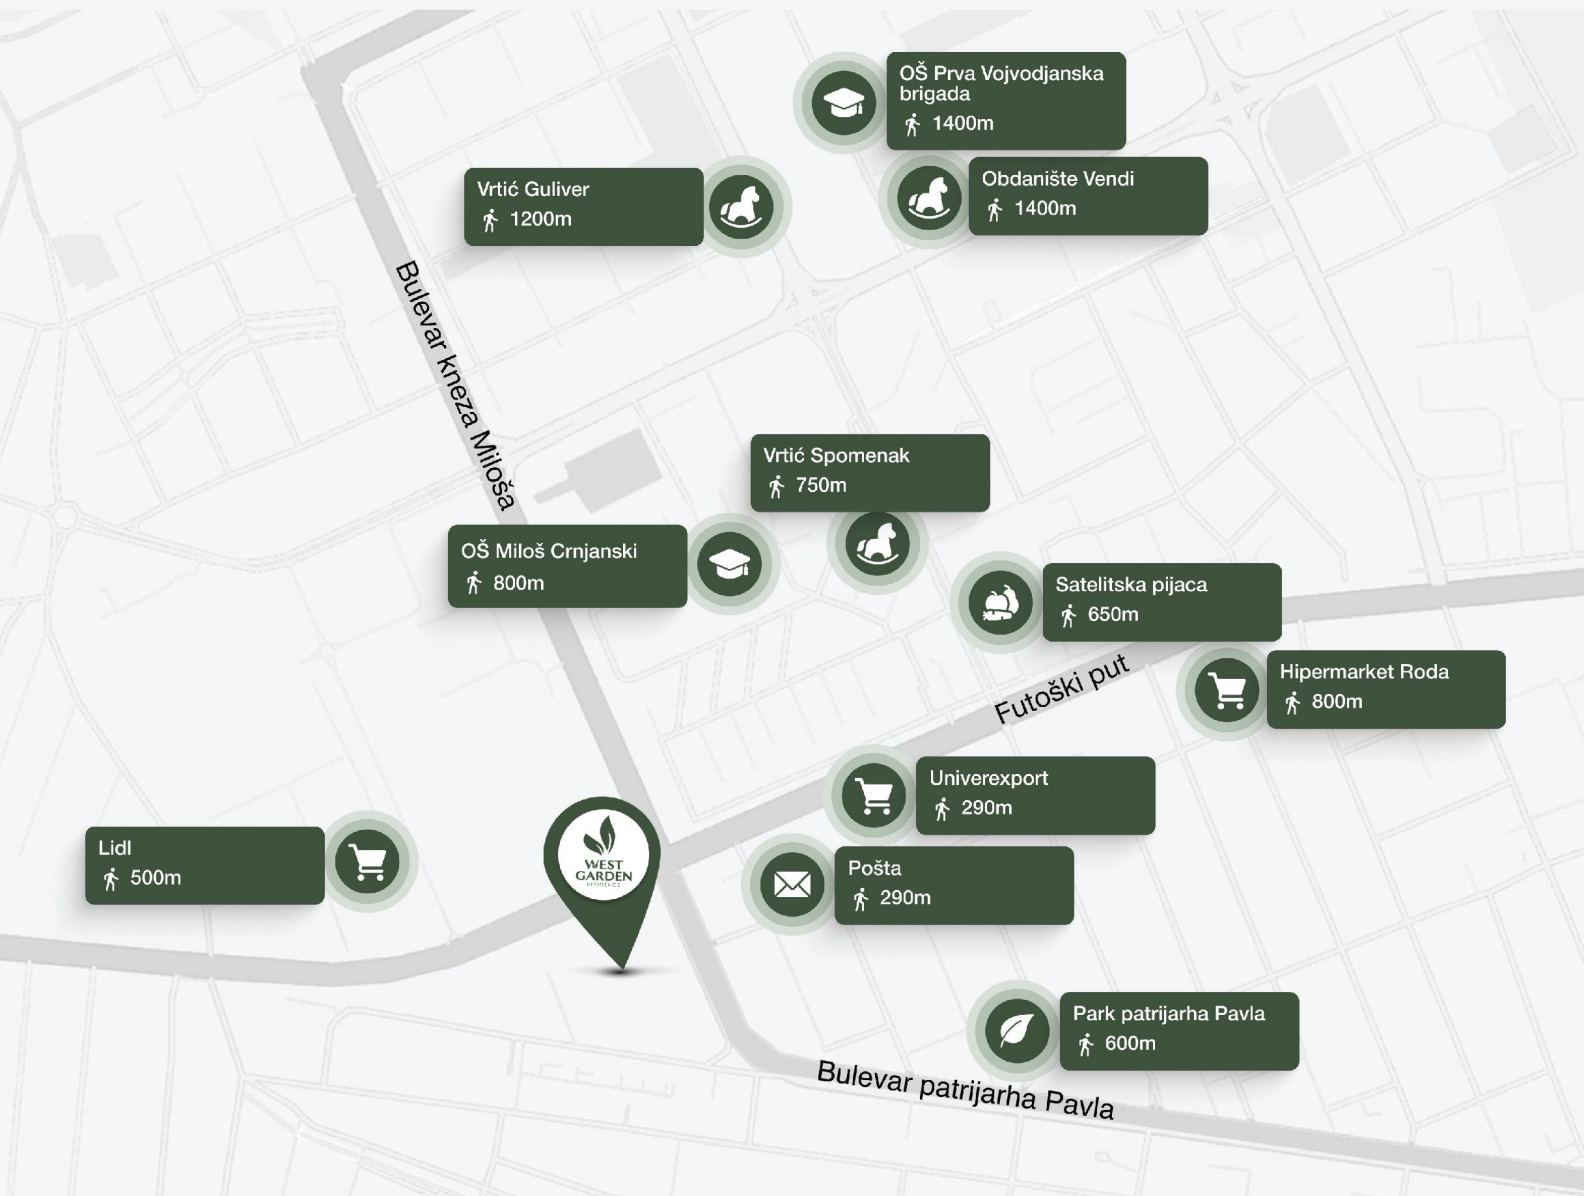 OŠ Prva Vojvodjanska
brigada
1400m
Vrtić Guliver
1200m
Obdanište Vendi
1400m
Bulevar kneza Miloša
Vrtić Spomenak
750m
OŠ Miloš Crnjanski
800m
Satelitska pijaca
650m
Futoški put
Hipermarket Roda
800m
Univerexport
290m
Lidl
500m
WEST
GARDEN
RESIDENCE
Pošta
290m
Park patrijarha Pavla
600m
Bulevar patrijarha Pavla